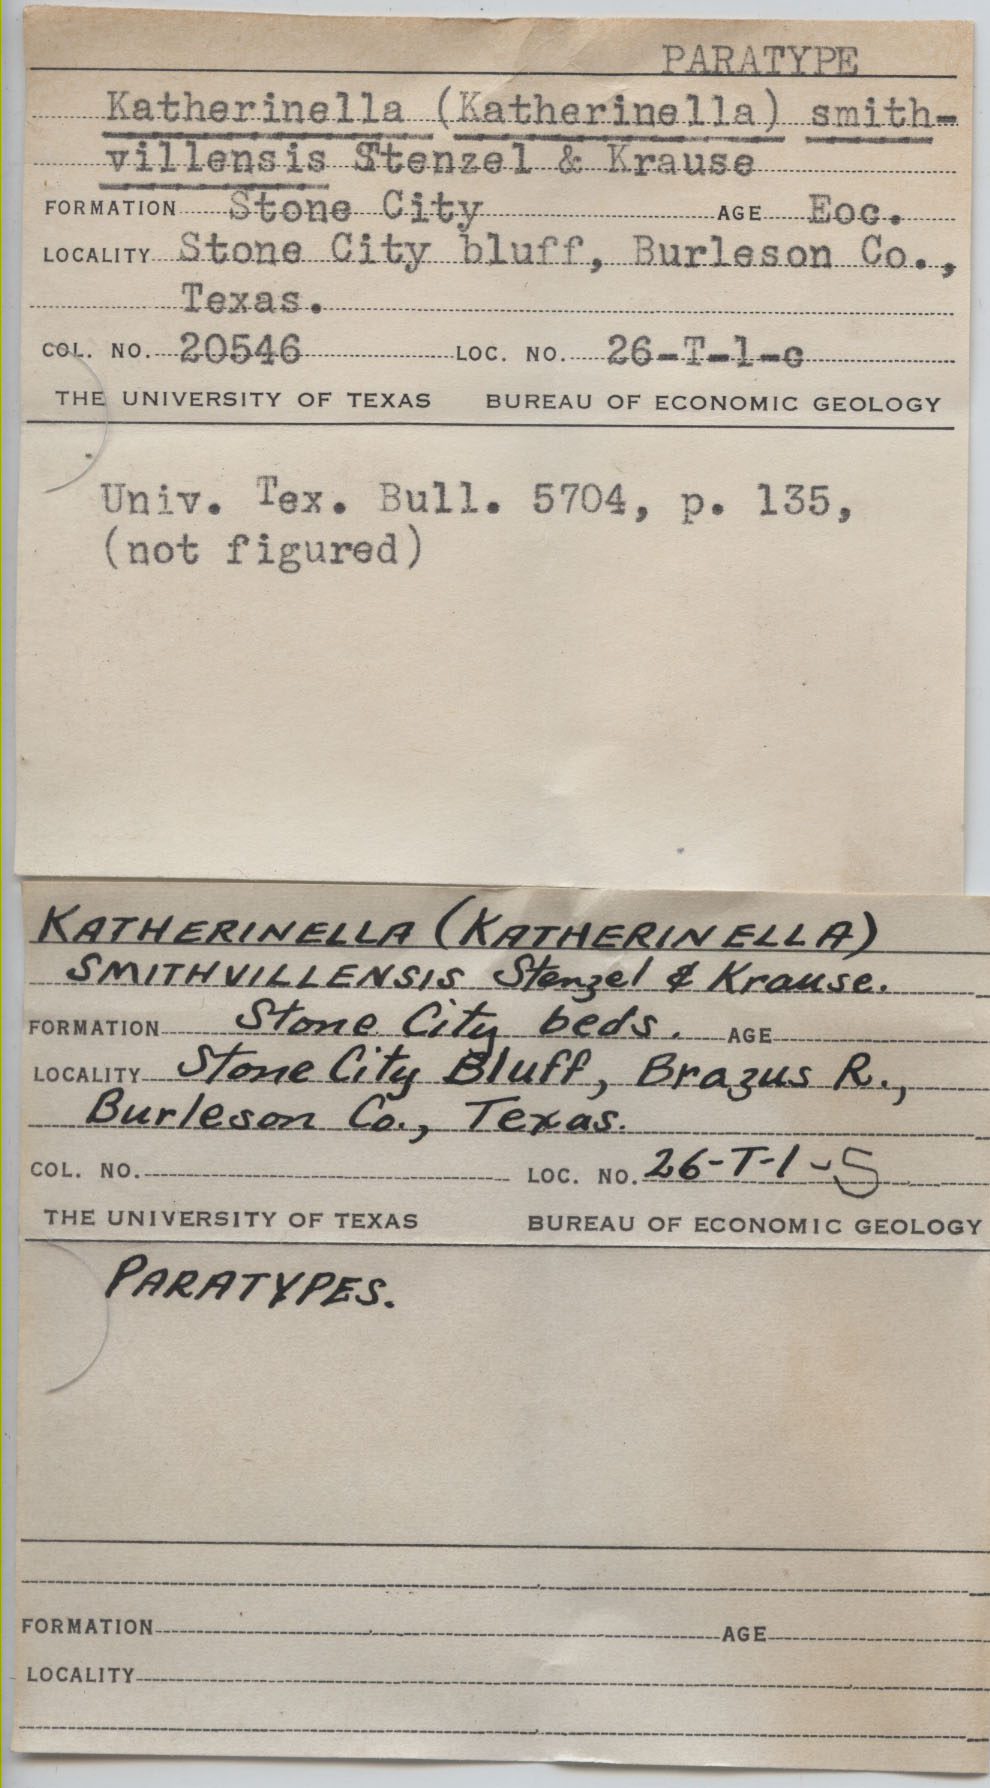 PARATYPE
Katherinella (Katherinella) smith-
villensis Stenzel & Krause
FORMATION Stone City AGE Eoc.
LOCALITY Stone City bluff, Burleson Co.,
Texas.
COL. NO. 20546 LOC. NO. 26-T-1-c
THE UNIVERSITY OF TEXAS BUREAU OF ECONOMIC GEOLOGY
Univ. Tex. Bull. 5704, p. 135,
(not figured)
KATHERINELLA (KATHERINELLA)
SMITHVILLENSIS Stenzel & Krause.
FORMATION Stone City beds. AGE
LOCALITY Stone City Bluff, Brazus R.,
Burleson Co., Texas.
COL. NO. LOC. NO. 26-T-1-5
THE UNIVERSITY OF TEXAS BUREAU OF ECONOMIC GEOLOGY
PARATYPES.
FORMATION AGE
LOCALITY